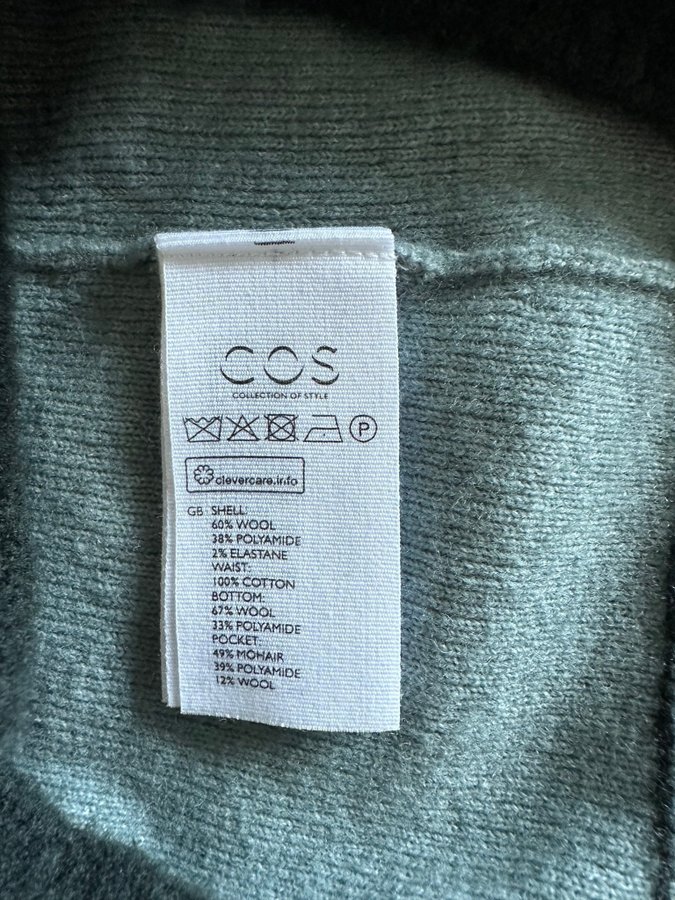 COS
COLLECTION OF STYLE
P
clevercare.info
GB SHELL
60% WOOL
38% POLYAMIDE
2% ELASTANE
WAIST:
100% COTTON
BOTTOM:
67% WOOL
33% POLYAMIDE
POCKET
49% MOHAIR
39% POLYAMIDE
12% WOOL